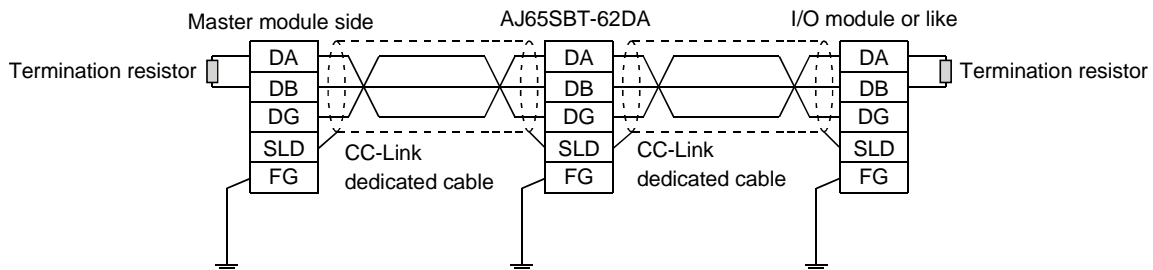 Master module side
AJ65SBT-62DA
I/O module or like
Termination resistor
DA
DB
DG
SLD
FG
CC-Link
dedicated cable
DA
DB
DG
SLD
FG
CC-Link
dedicated cable
DA
DB
DG
SLD
FG
Termination resistor